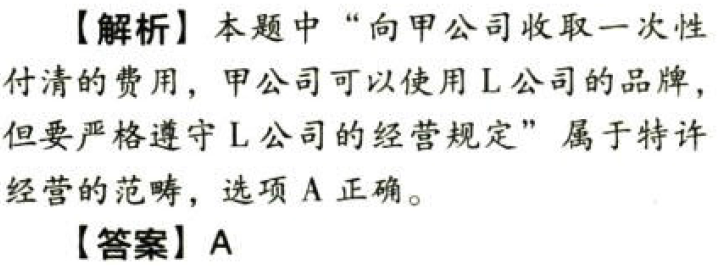 【解析】本题中“向甲公司收取一次性
付清的费用，甲公司可以使用 L 公司的品牌，
但要严格遵守 L 公司的经营规定”属于特许
经营的范畴，选项 A 正确。
【答案】A